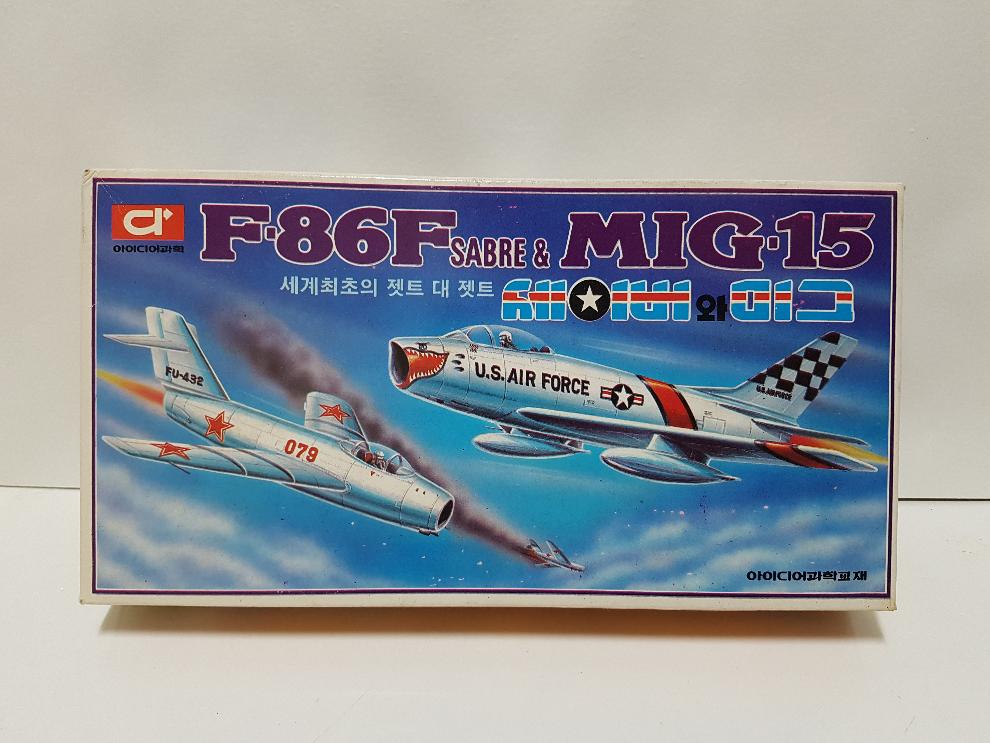 F-86F SABRE & MIG-15
아이디어과학
세계최초의 젯트 대 젯트
세이버와미그
FU-432
079
U.S. AIR FORCE
U.S. AIR FORCE
아이디어과학교재